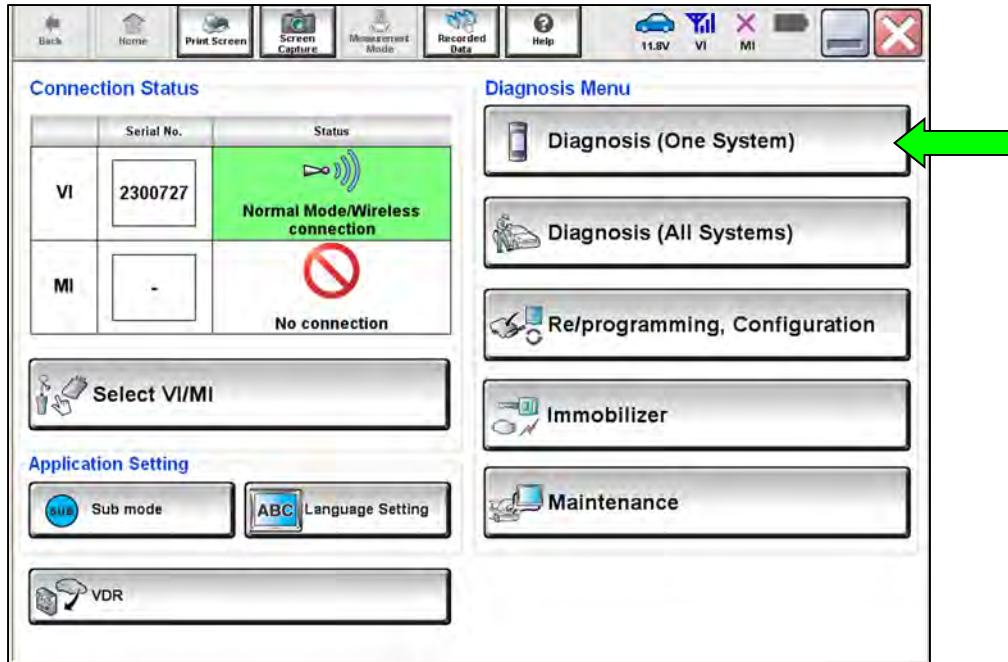 Back
Home
Print Screen
Screen
Capture
Measurement
Mode
Recorded
Data
Help
11.8V
VI
MI
Connection Status
Serial No.
Status
VI
2300727
Normal Mode/Wireless
connection
MI
-
No connection
Select VI/MI
Application Setting
SUB
Sub mode
ABC
Language Setting
VDR
Diagnosis Menu
Diagnosis (One System)
Diagnosis (All Systems)
Re/programming, Configuration
Immobilizer
Maintenance